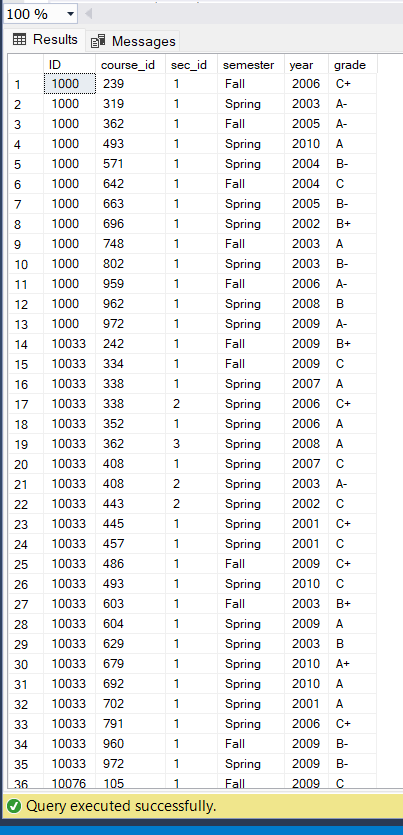 100 %
Results Messages
ID course_id sec_id semester year grade
1 1000 239 1 Fall 2006 C+
2 1000 319 1 Spring 2003 A-
3 1000 362 1 Fall 2005 A-
4 1000 493 1 Spring 2010 A
5 1000 571 1 Spring 2004 B-
6 1000 642 1 Fall 2004 C
7 1000 663 1 Spring 2005 B-
8 1000 696 1 Spring 2002 B+
9 1000 748 1 Fall 2003 A
10 1000 802 1 Spring 2003 B-
11 1000 959 1 Fall 2006 A-
12 1000 962 1 Spring 2008 B
13 1000 972 1 Spring 2009 A-
14 10033 242 1 Fall 2009 B+
15 10033 334 1 Fall 2009 C
16 10033 338 1 Spring 2007 A
17 10033 338 2 Spring 2006 C+
18 10033 352 1 Spring 2006 A
19 10033 362 3 Spring 2008 A
20 10033 408 1 Spring 2007 C
21 10033 408 2 Spring 2003 A-
22 10033 443 2 Spring 2002 C
23 10033 445 1 Spring 2001 C+
24 10033 457 1 Spring 2001 C
25 10033 486 1 Fall 2009 C+
26 10033 493 1 Spring 2010 C
27 10033 603 1 Fall 2003 B+
28 10033 604 1 Spring 2009 A
29 10033 629 1 Spring 2003 B
30 10033 679 1 Spring 2010 A+
31 10033 692 1 Spring 2010 A
32 10033 702 1 Spring 2001 A
33 10033 791 1 Spring 2006 C+
34 10033 960 1 Fall 2009 B-
35 10033 972 1 Spring 2009 B-
36 10076 105 1 Fall 2009 C
Query executed successfully.